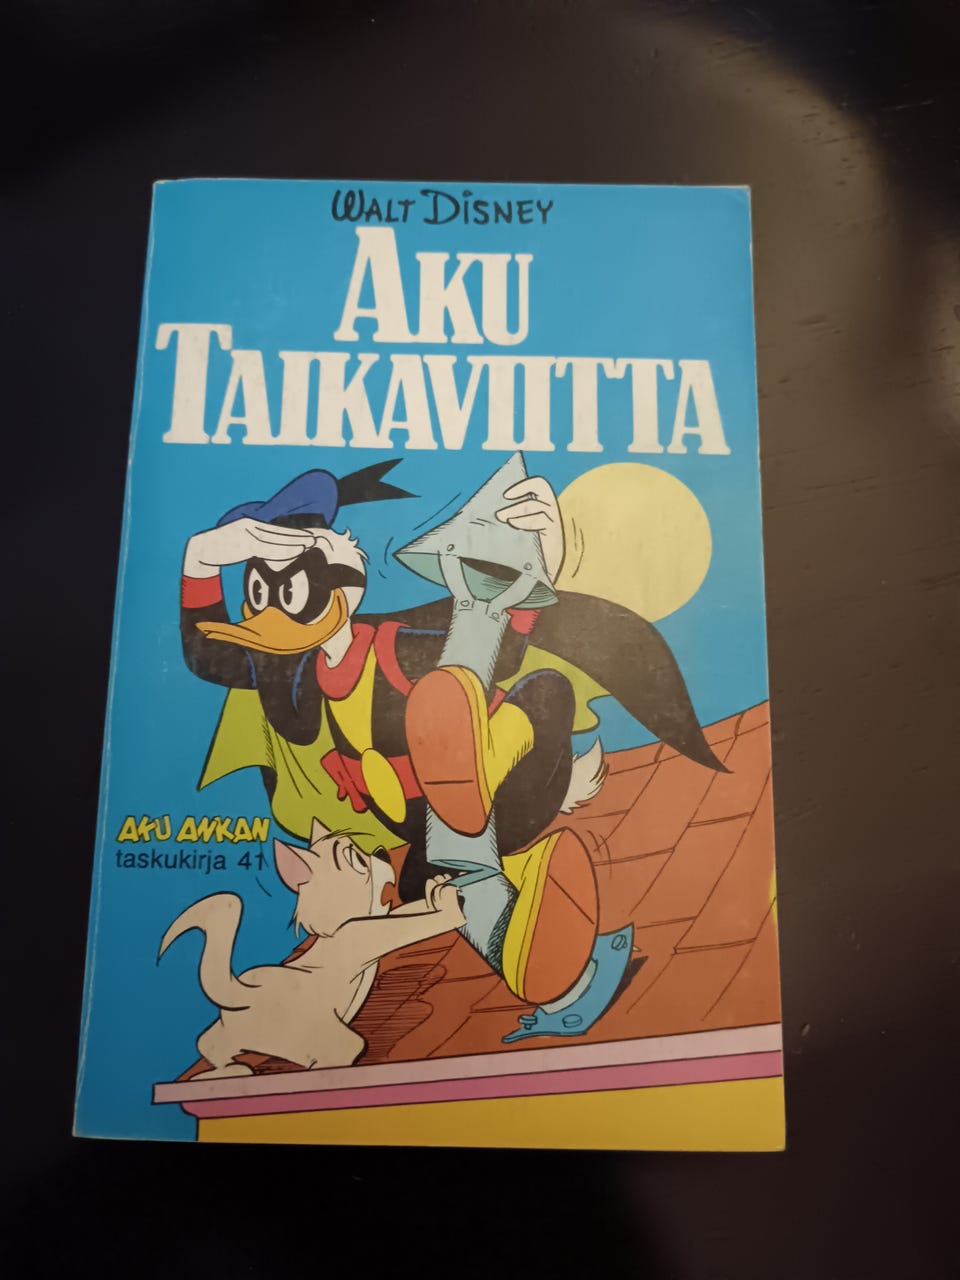 WALT DISNEY
AKU
TAIKAVIITTA
AKU ANKAN
taskukirja 41